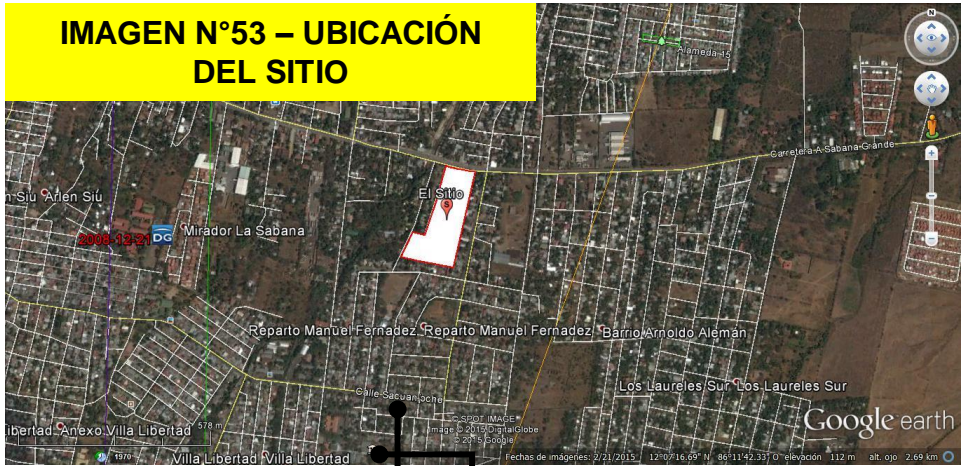 IMAGEN N°53 – UBICACIÓN
DEL SITIO
N
Alameda 15
Carretera A Sabana Grande
El Sitio
S
n Siu Arlen Siu
2008-12-21 DG Mirador La Sabana
Reparto Manuel Fernadez Reparto Manuel Fernadez Barrio Arnoldo Alemán
Los Laureles Sur Los Laureles Sur
Calle Sacuanjoche
© SPOT IMAGE
Image © 2015 DigitalGlobe
© 2015 Google
Google earth
ibertad Anexo Villa Libertad 578 m
1970
Villa Libertad Villa Libertad
Fechas de imágenes: 2/21/2015 12°07'16.69" N 86°11'42.33" O elevación 112 m alt. ojo 2.69 km